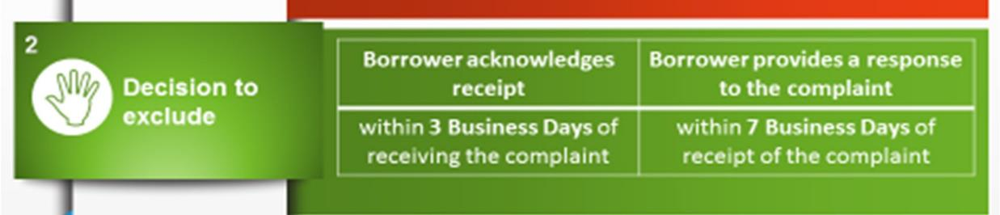 2
Decision to
exclude
Borrower acknowledges
receipt
Borrower provides a response
to the complaint
within 3 Business Days of
receiving the complaint
within 7 Business Days of
receipt of the complaint